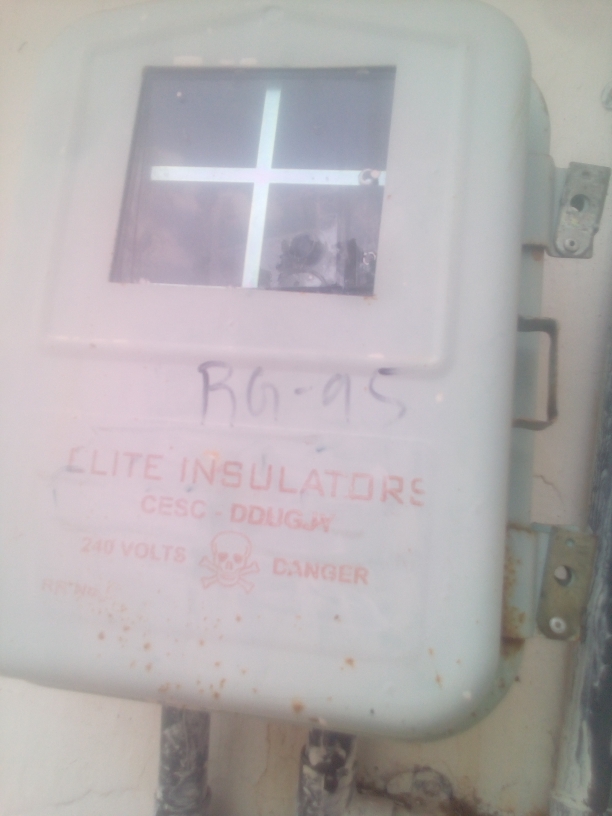 RG-95
ELITE INSULATORS
CESC - DDUGJY
240 VOLTS DANGER